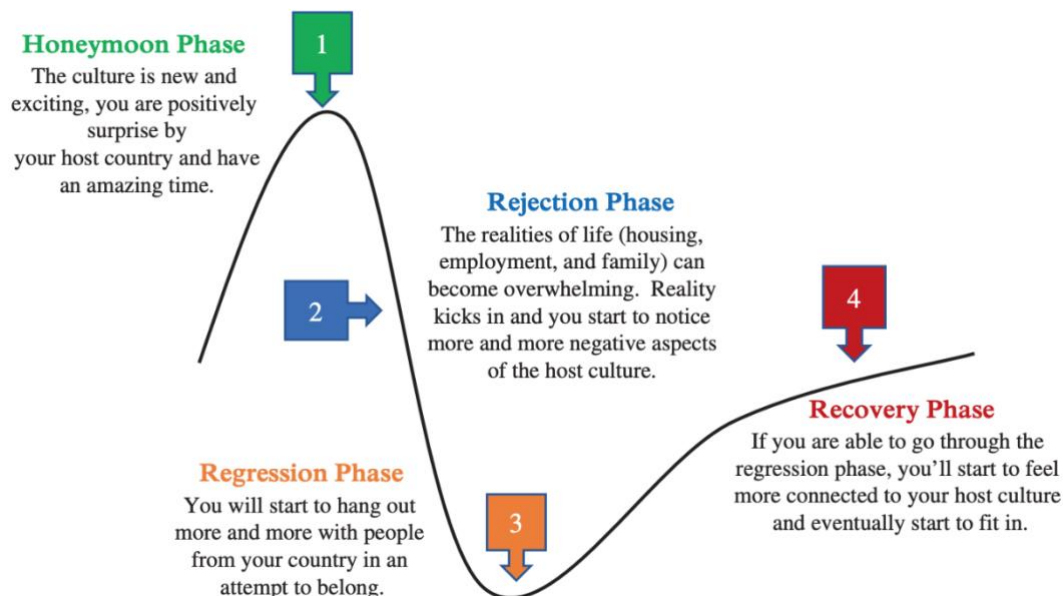 1
Honeymoon Phase
The culture is new and
exciting, you are positively
surprise by
your host country and have
an amazing time.
2
Rejection Phase
The realities of life (housing,
employment, and family) can
become overwhelming. Reality
kicks in and you start to notice
more and more negative aspects
of the host culture.
3
Regression Phase
You will start to hang out
more and more with people
from your country in an
attempt to belong.
4
Recovery Phase
If you are able to go through the
regression phase, you’ll start to feel
more connected to your host culture
and eventually start to fit in.